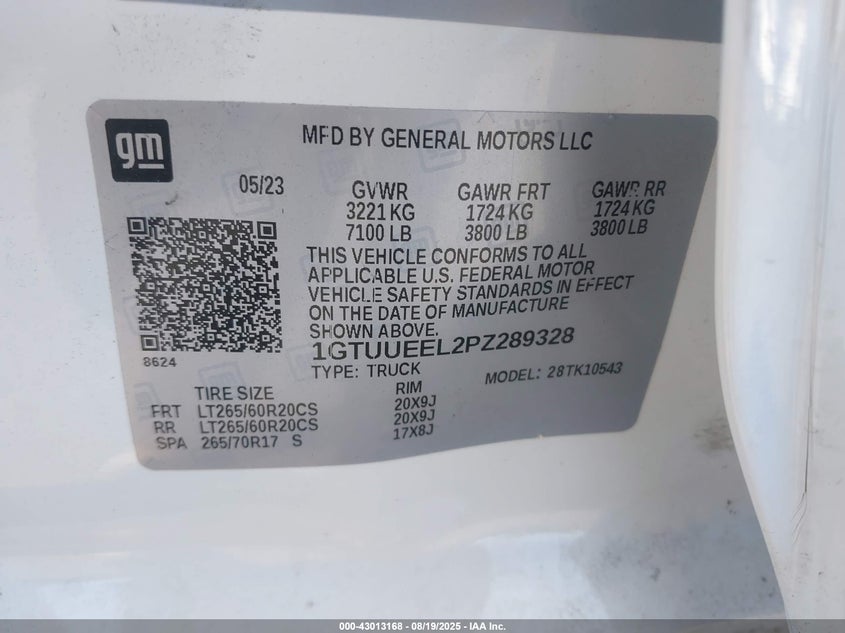 gm
MFD BY GENERAL MOTORS LLC
05/23
GVWR GAWR FRT GAWR RR
3221 KG 1724 KG 1724 KG
7100 LB 3800 LB 3800 LB
THIS VEHICLE CONFORMS TO ALL
APPLICABLE U.S. FEDERAL MOTOR
VEHICLE SAFETY STANDARDS IN EFFECT
ON THE DATE OF MANUFACTURE
SHOWN ABOVE.
1GTUUEEL2PZ289328
8624
TYPE: TRUCK MODEL: 28TK10543
TIRE SIZE RIM
FRT LT265/60R20CS 20X9J
RR LT265/60R20CS 20X9J
SPA 265/70R17 S 17X8J
000-43013168 - 08/19/2025 - IAA Inc.